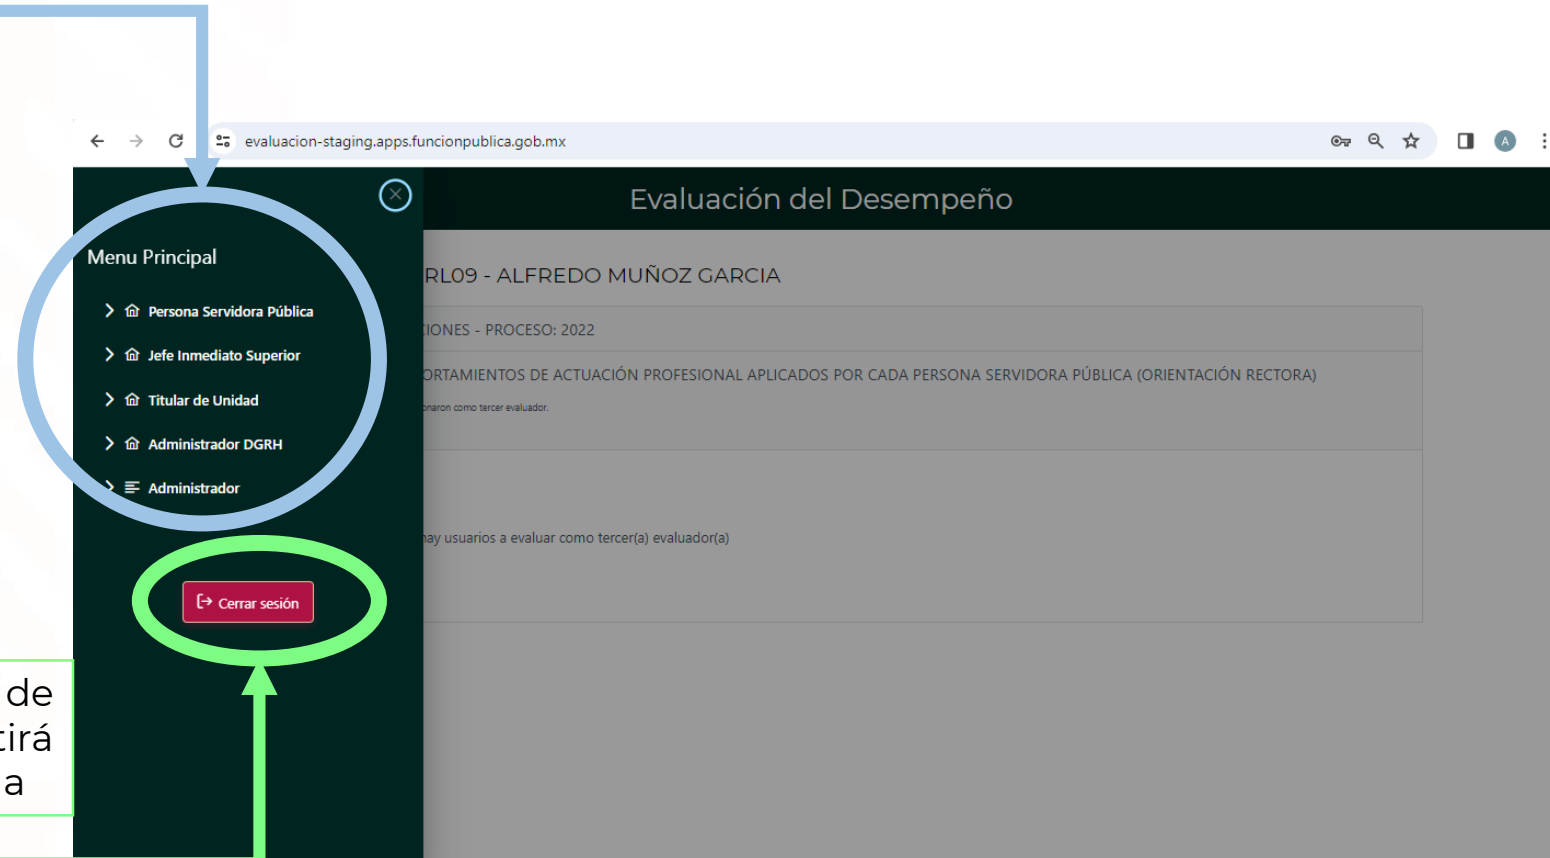 evaluacion-staging.apps.funcionpublica.gob.mx
A
Evaluación del Desempeño
Menu Principal
Persona Servidora Pública
Jefe Inmediato Superior
Titular de Unidad
Administrador DGRH
Administrador
Cerrar sesión
RL09 - ALFREDO MUÑOZ GARCIA
CIONES - PROCESO: 2022
ORTAMIENTOS DE ACTUACIÓN PROFESIONAL APLICADOS POR CADA PERSONA SERVIDORA PÚBLICA (ORIENTACIÓN RECTORA)
onaron como tercer evaluador.
hay usuarios a evaluar como tercer(a) evaluador(a)
de
tirá
a